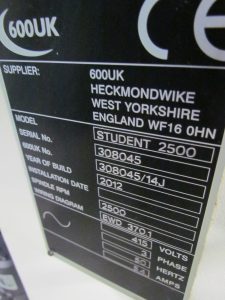 600UK
CE
SUPPLIER: 600UK
HECKMONDWIKE
WEST YORKSHIRE
ENGLAND WF16 0HN
MODEL STUDENT 2500
SERIAL No. 308045
600UK No. 308045/14J
YEAR OF BUILD 2012
INSTALLATION DATE
SPINDLE RPM 2500
WIRING DIAGRAM EWD 3701
415 VOLTS
3 PHASE
50 HERTZ
AMPS